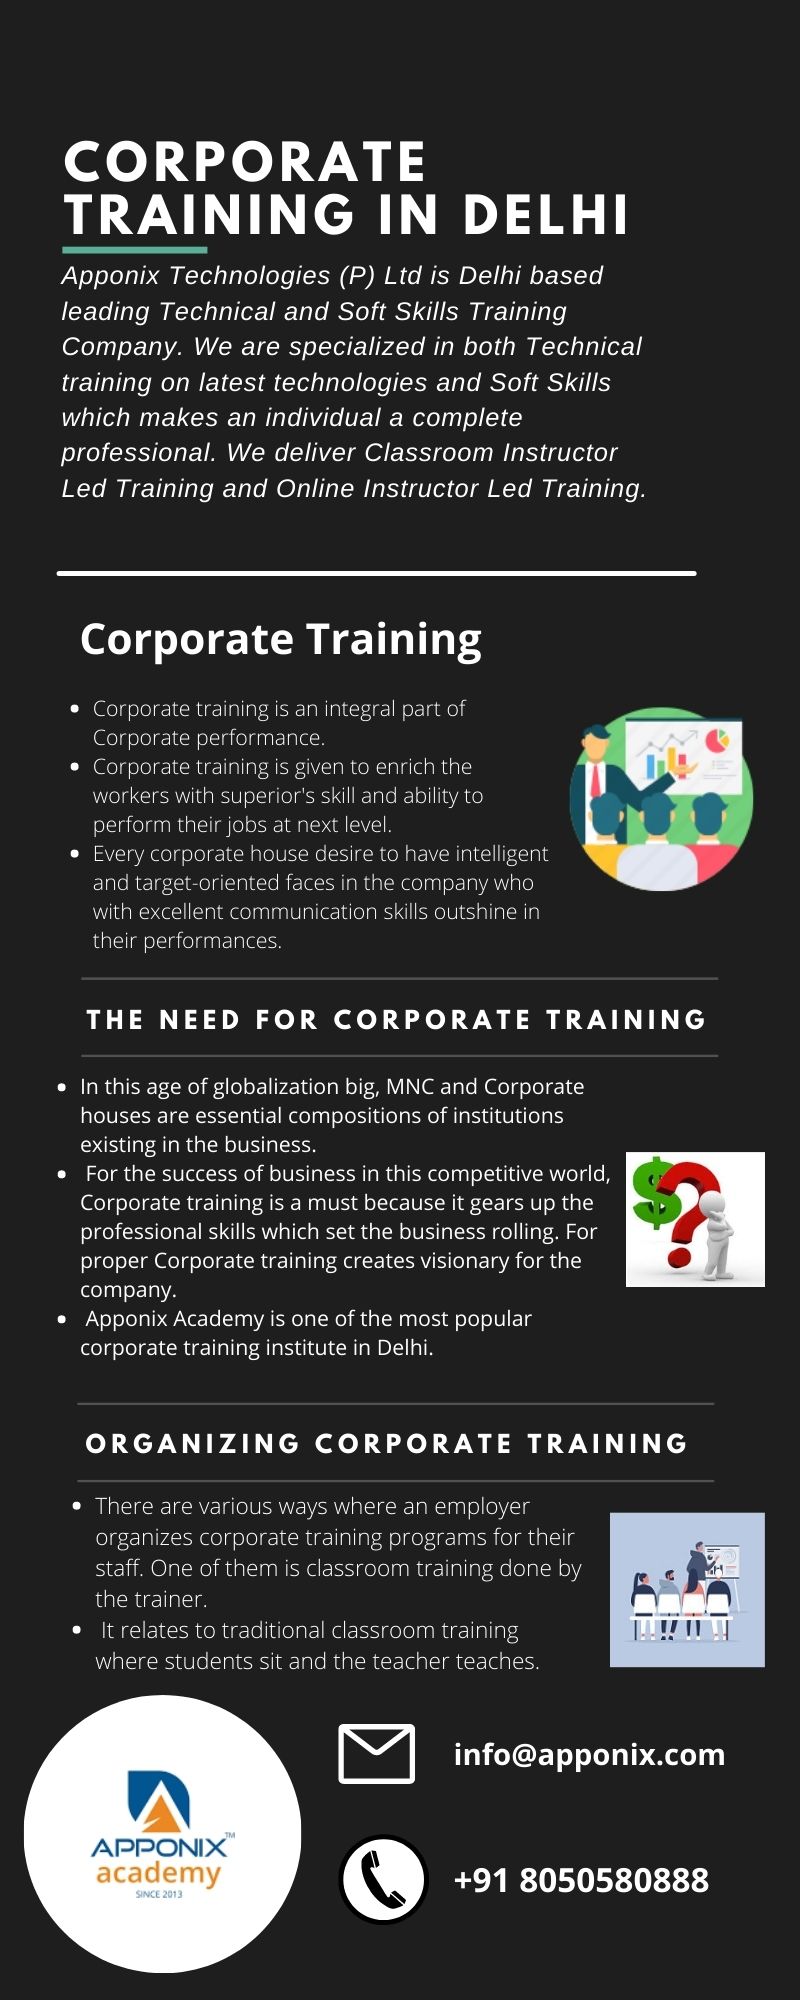 CORPORATE
TRAINING IN DELHI
Apponix Technologies (P) Ltd is Delhi based
leading Technical and Soft Skills Training
Company. We are specialized in both Technical
training on latest technologies and Soft Skills
which makes an individual a complete
professional. We deliver Classroom Instructor
Led Training and Online Instructor Led Training.
Corporate Training
• Corporate training is an integral part of
Corporate performance.
• Corporate training is given to enrich the
workers with superior's skill and ability to
perform their jobs at next level.
• Every corporate house desire to have intelligent
and target-oriented faces in the company who
with excellent communication skills outshine in
their performances.
THE NEED FOR CORPORATE TRAINING
• In this age of globalization big, MNC and Corporate
houses are essential compositions of institutions
existing in the business.
• For the success of business in this competitive world,
Corporate training is a must because it gears up the
professional skills which set the business rolling. For
proper Corporate training creates visionary for the
company.
• Apponix Academy is one of the most popular
corporate training institute in Delhi.
ORGANIZING CORPORATE TRAINING
• There are various ways where an employer
organizes corporate training programs for their
staff. One of them is classroom training done by
the trainer.
• It relates to traditional classroom training
where students sit and the teacher teaches.
info@apponix.com
APPONIX™
academy
SINCE 2013
+91 8050580888